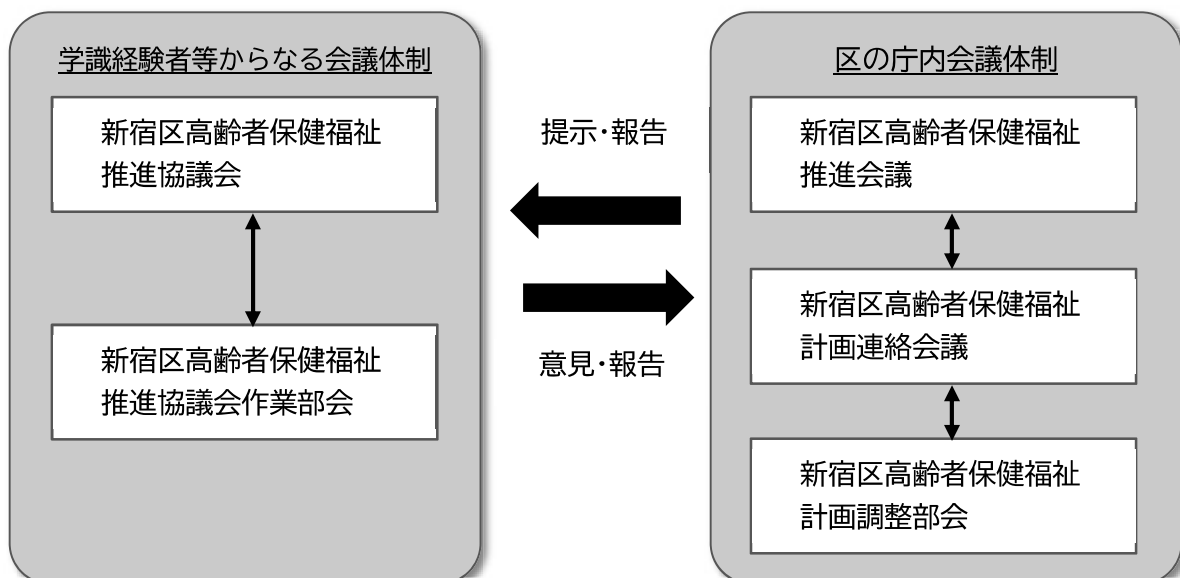 学識経験者等からなる会議体制
新宿区高齢者保健福祉
推進協議会
新宿区高齢者保健福祉
推進協議会作業部会
提示･報告
意見･報告
区の庁内会議体制
新宿区高齢者保健福祉
推進会議
新宿区高齢者保健福祉
計画連絡会議
新宿区高齢者保健福祉
計画調整部会